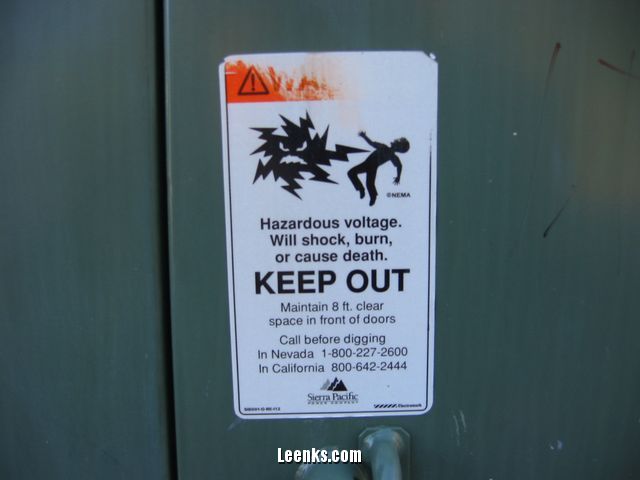 ©NEMA
Hazardous voltage.
Will shock, burn,
or cause death.
KEEP OUT
Maintain 8 ft. clear
space in front of doors
Call before digging
In Nevada 1-800-227-2600
In California 800-642-2444
Sierra Pacific
POWER COMPANY
Leenks.com